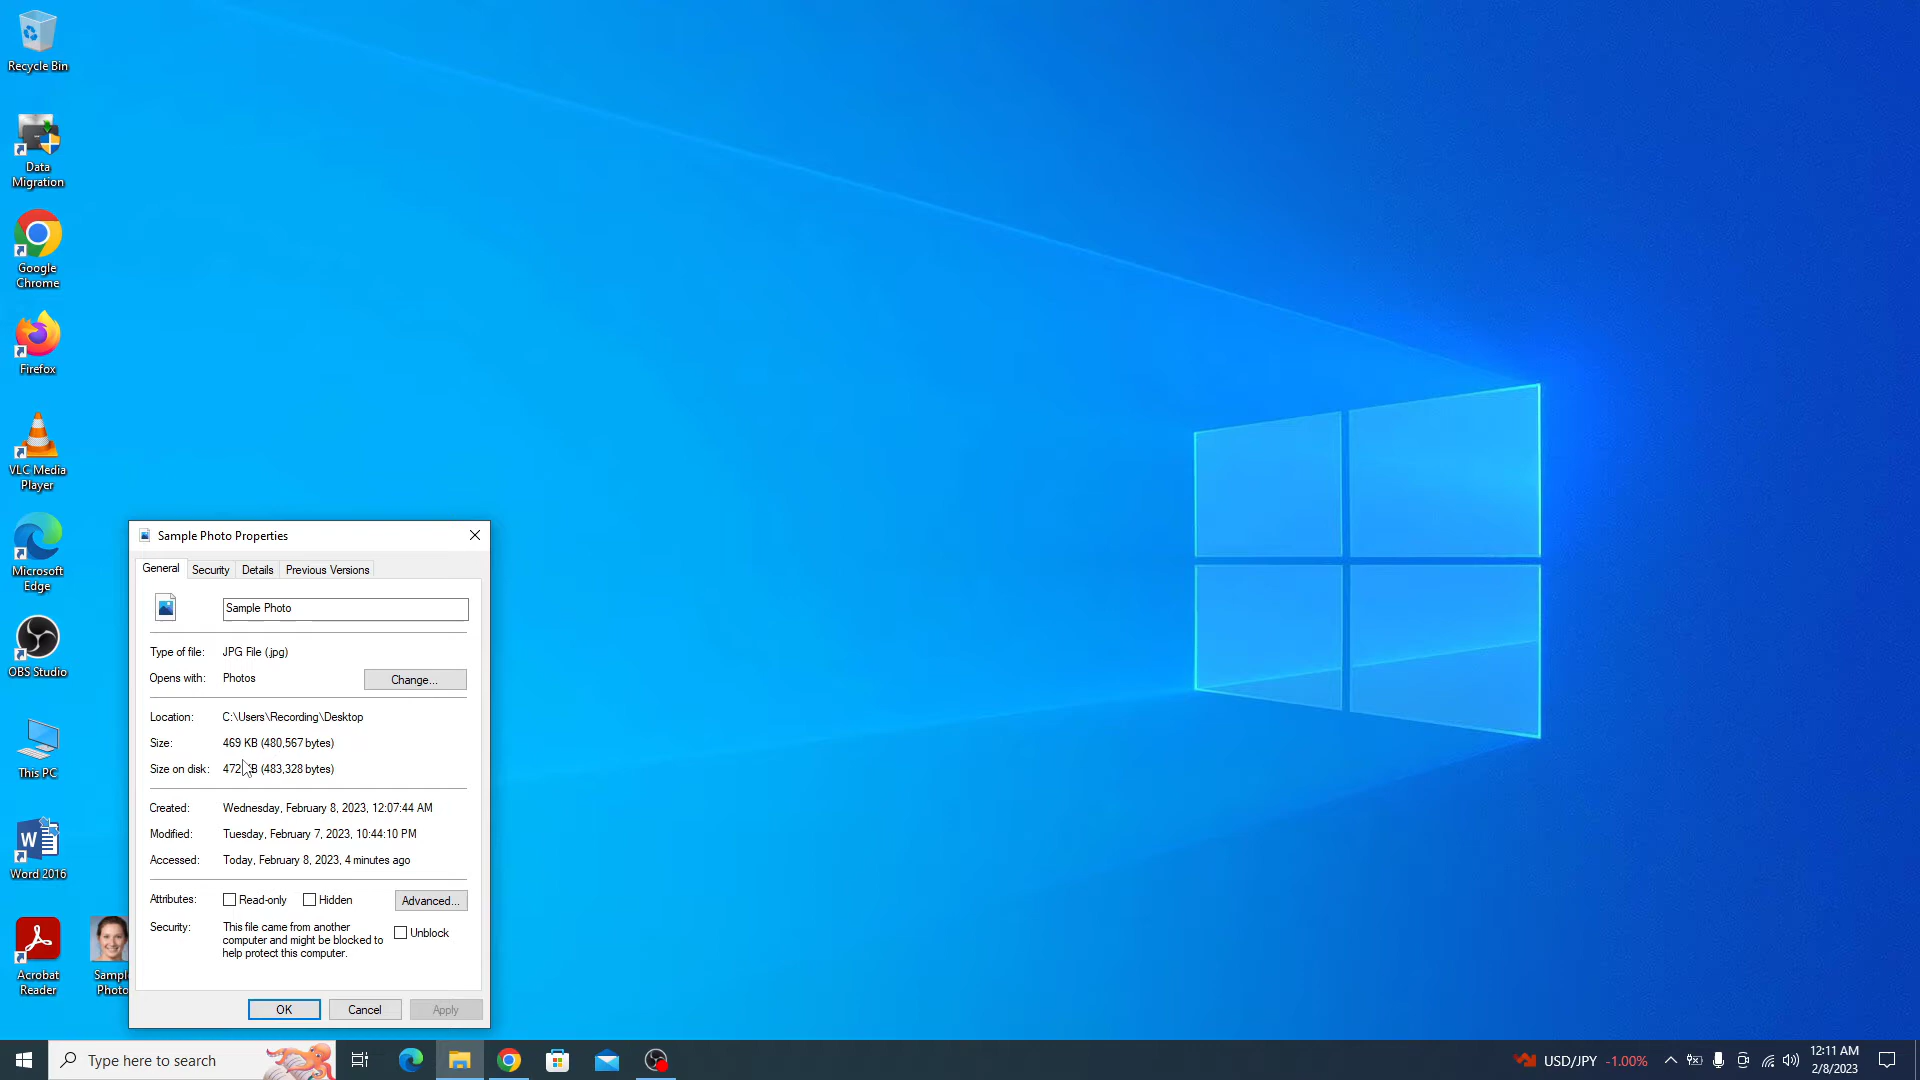 Recycle Bin
Data
Migration
Google
Chrome
Firefox
VLC Media
Player
Microsoft
Edge
OBS Studio
This PC
Word 2016
Acrobat
Reader
Sample
Photo
Sample Photo Properties
General Security Details Previous Versions
Sample Photo
Type of file: JPG File (.jpg)
Opens with: Photos Change...
Location: C:\Users\Recording\Desktop
Size: 469 KB (480,567 bytes)
Size on disk: 472 KB (483,328 bytes)
Created: Wednesday, February 8, 2023, 12:07:44 AM
Modified: Tuesday, February 7, 2023, 10:44:10 PM
Accessed: Today, February 8, 2023, 4 minutes ago
Attributes: Read-only Hidden Advanced...
Security: This file came from another
computer and might be blocked to
help protect this computer.
Unblock
OK Cancel Apply
Type here to search
USD/JPY -1.00%
12:11 AM
2/8/2023